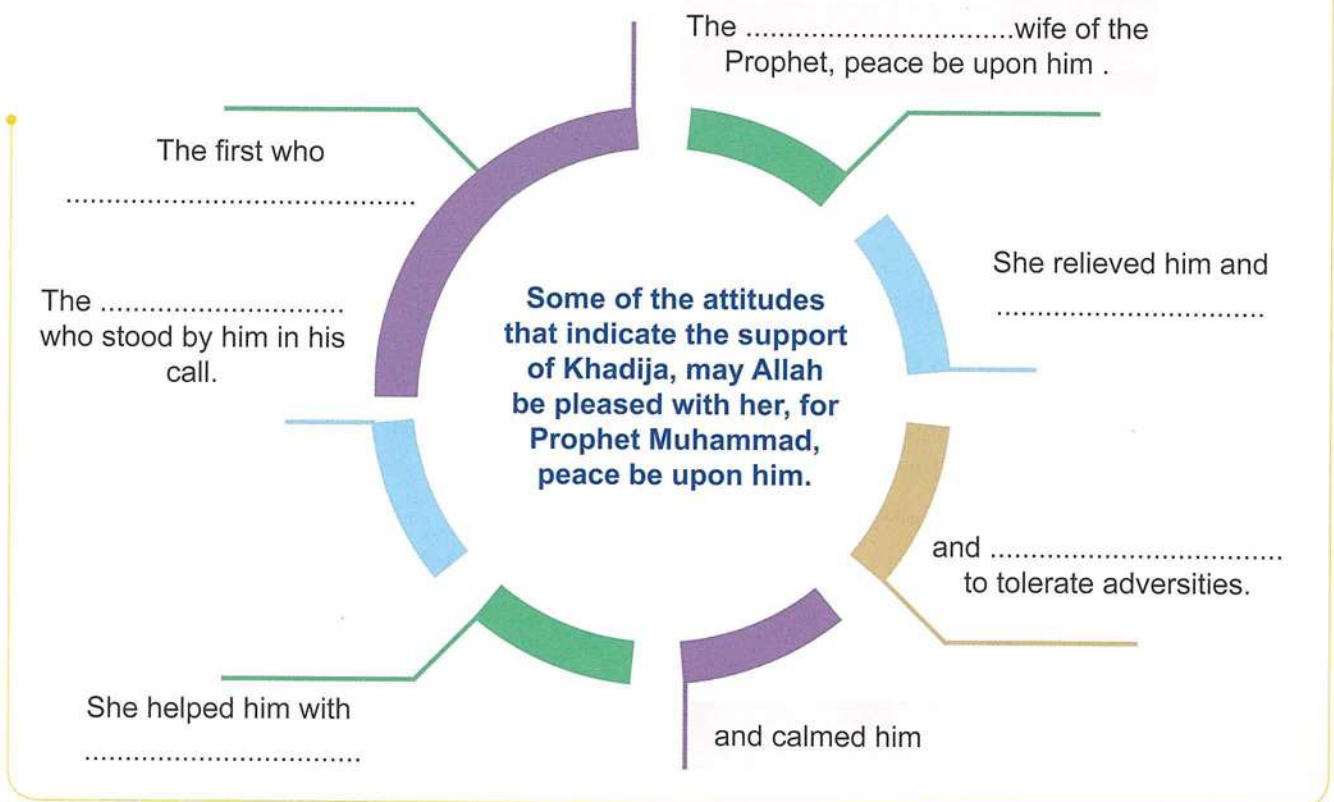 The .................................wife of the
Prophet, peace be upon him .
The first who
...........................................
She relieved him and
.................................
The ..............................
who stood by him in his
call.
Some of the attitudes
that indicate the support
of Khadija, may Allah
be pleased with her, for
Prophet Muhammad,
peace be upon him.
and ....................................
to tolerate adversities.
She helped him with
..................................
and calmed him